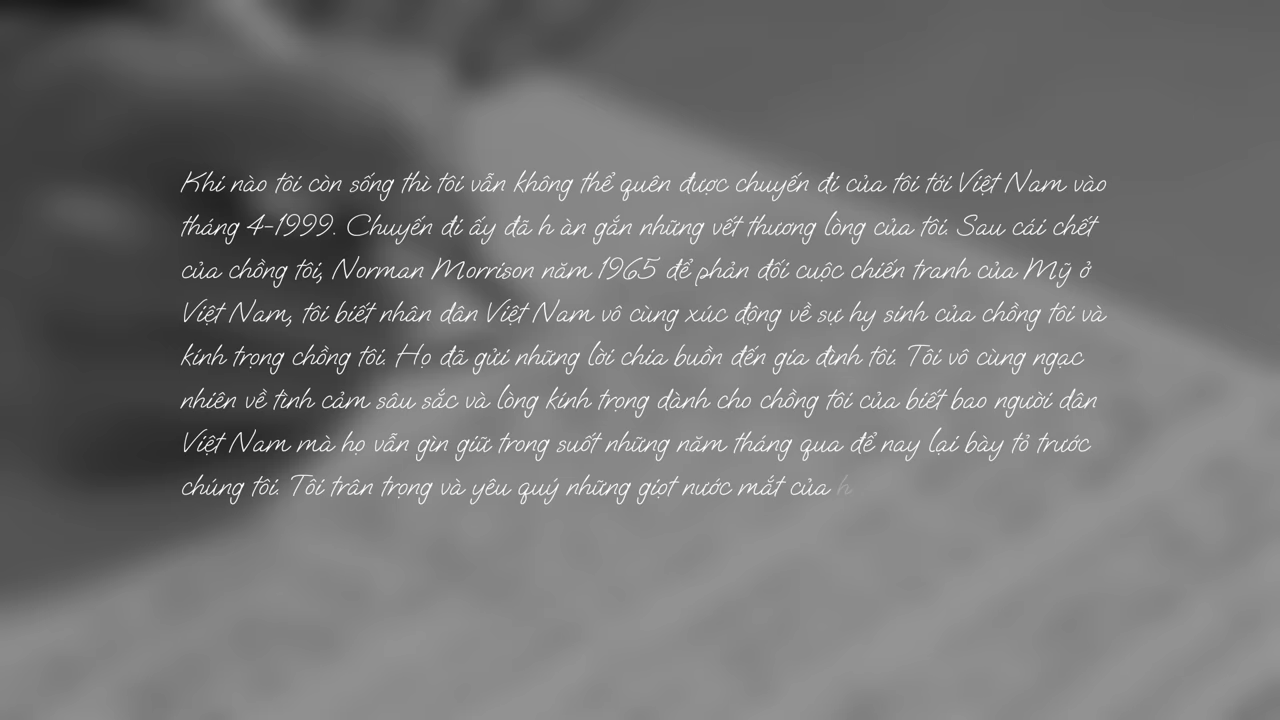 Khi nào tôi còn sống thì tôi vẫn không thể quên được chuyến đi của tôi tới Việt Nam vào
tháng 4-1999. Chuyến đi ấy đã h àn gắn những vết thương lòng của tôi. Sau cái chết
của chồng tôi, Norman Morrison năm 1965 để phản đối cuộc chiến tranh của Mỹ ở
Việt Nam, tôi biết nhân dân Việt Nam vô cùng xúc động về sự hy sinh của chồng tôi và
kính trọng chồng tôi. Họ đã gửi những lời chia buồn đến gia đình tôi. Tôi vô cùng ngạc
nhiên về tình cảm sâu sắc và lòng kính trọng dành cho chồng tôi của biết bao người dân
Việt Nam mà họ vẫn gìn giữ trong suốt những năm tháng qua để nay lại bày tỏ trước
chúng tôi. Tôi trân trọng và yêu quý những giọt nước mắt của h